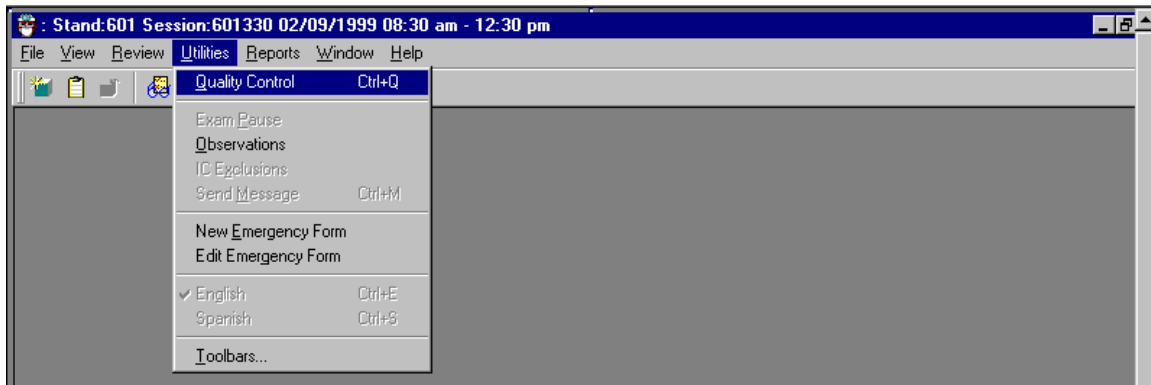 : Stand:601 Session:601330 02/09/1999 08:30 am - 12:30 pm
File View Review Utilities Reports Window Help
Quality Control Ctrl+Q
Exam Pause
Observations
IC Exclusions
Send Message Ctrl+M
New Emergency Form
Edit Emergency Form
English Ctrl+E
Spanish Ctrl+S
Toolbars...